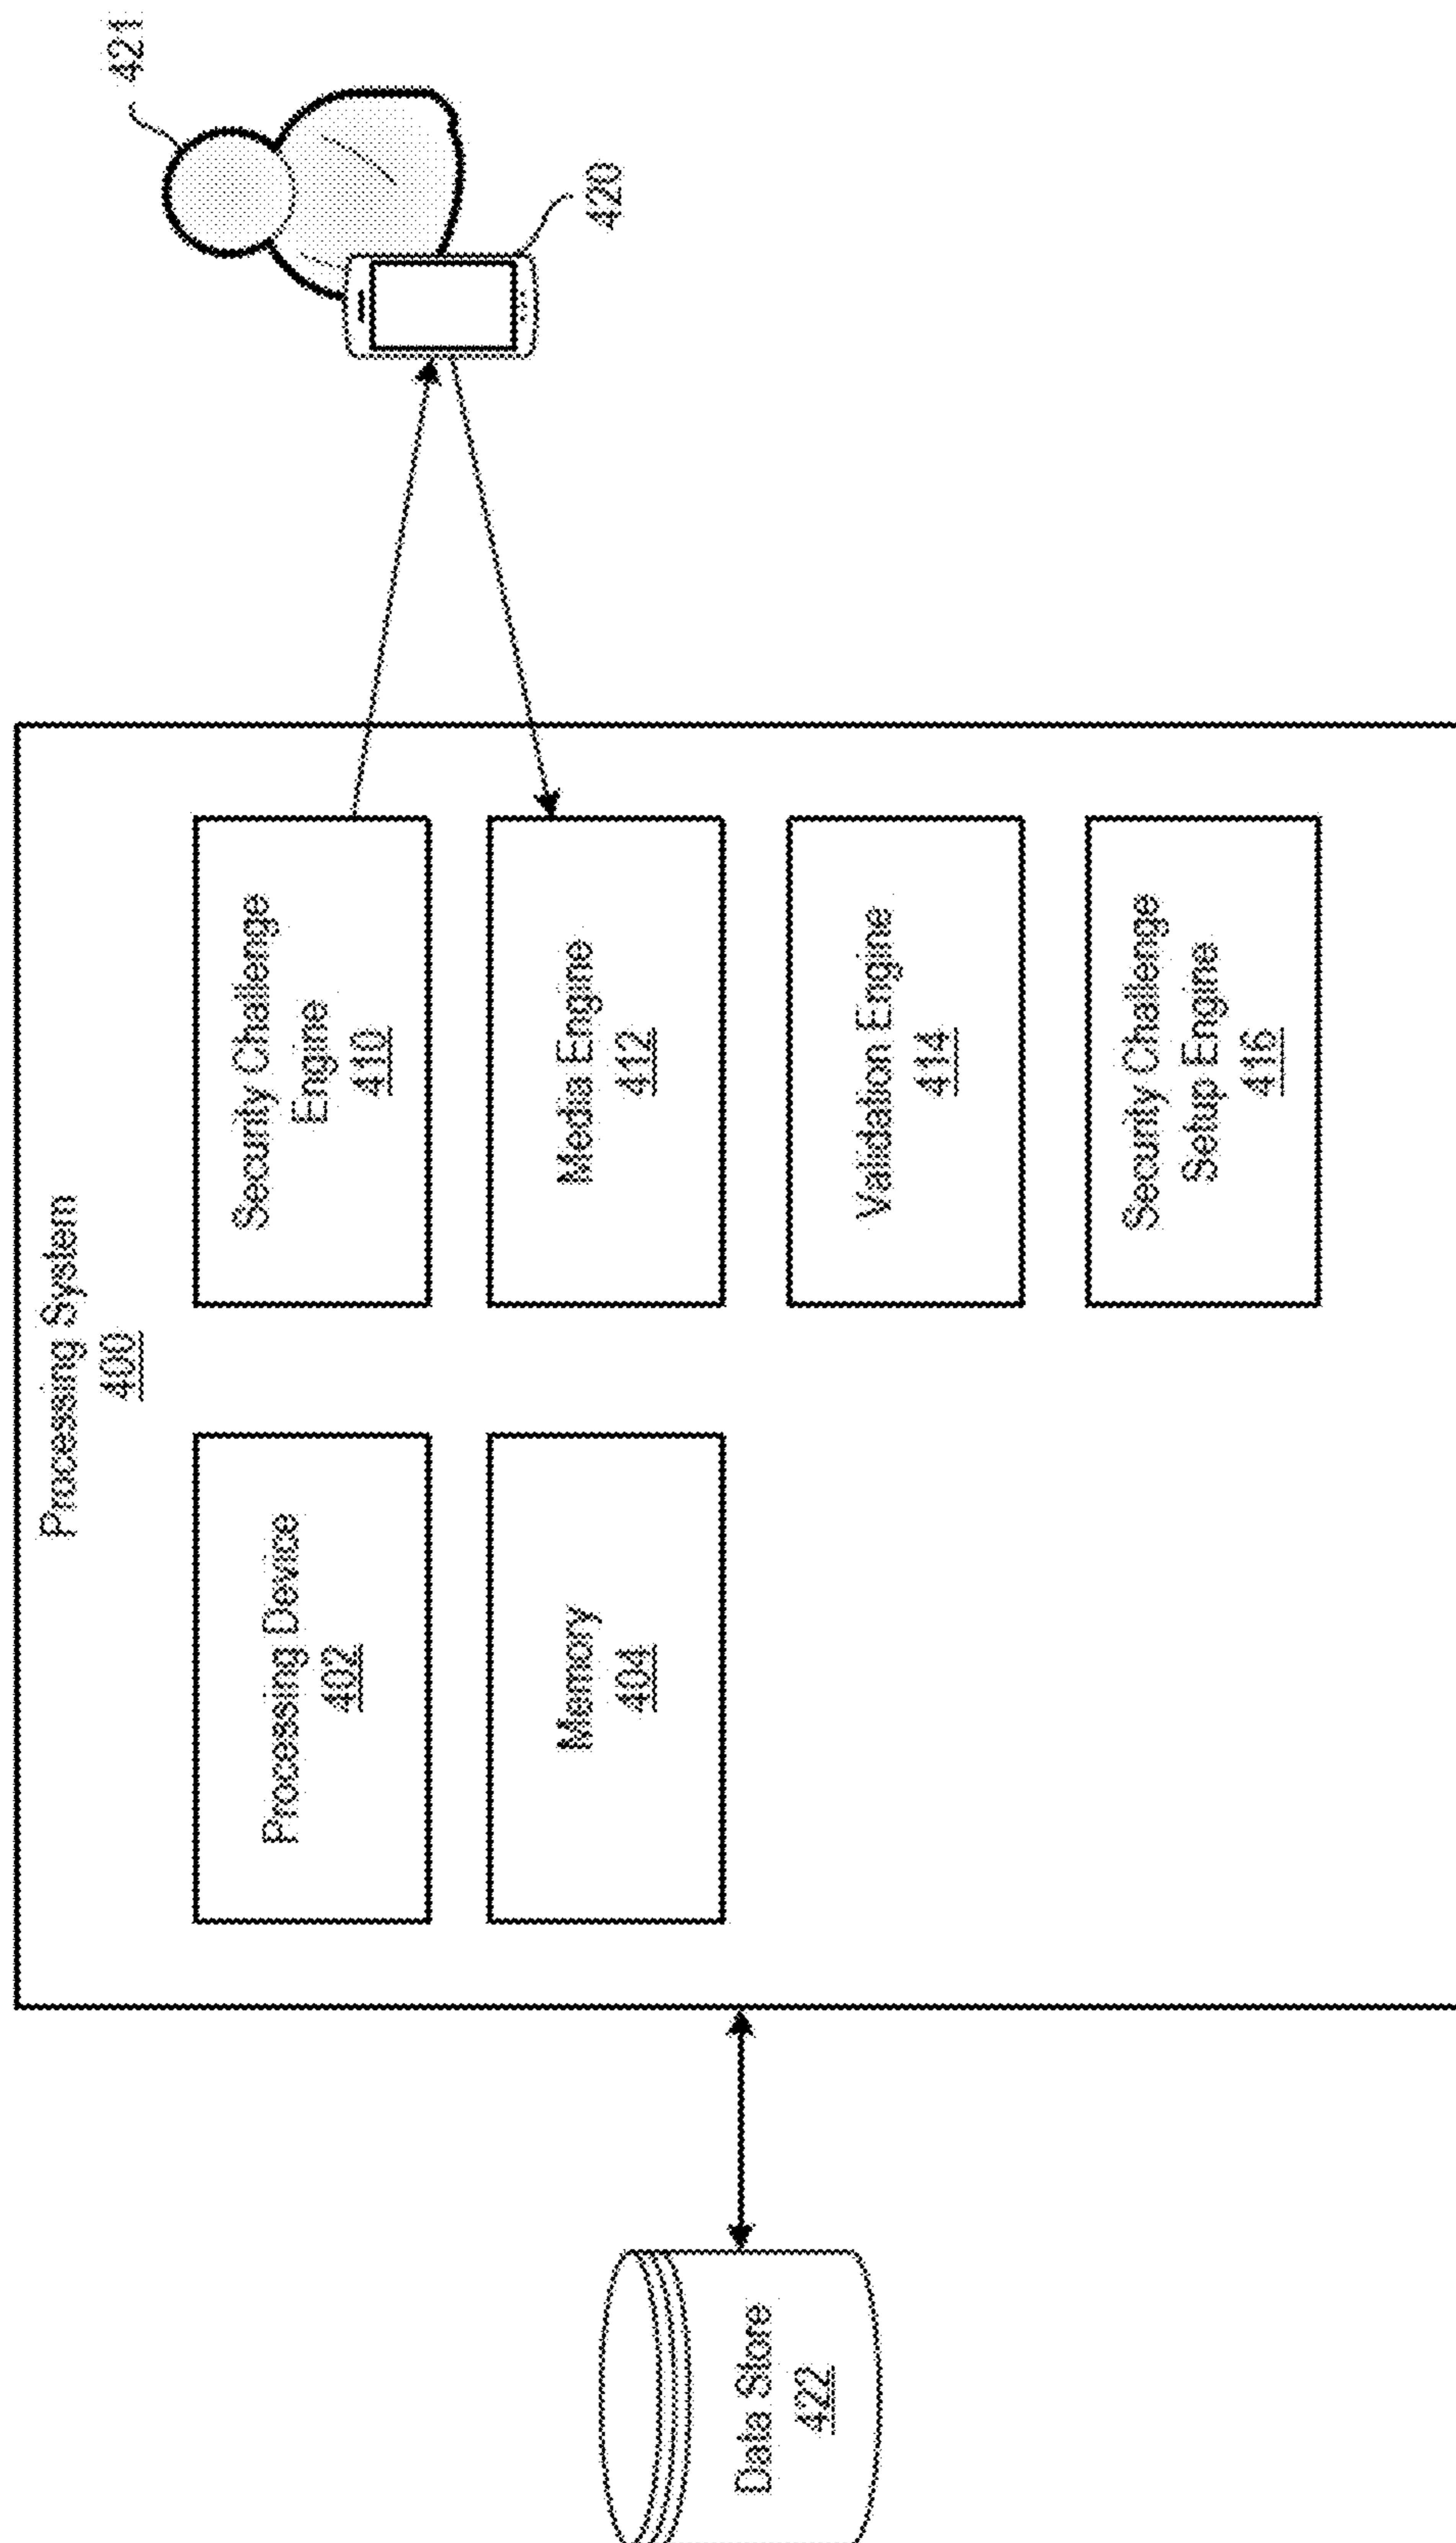 Processing System
400
Processing Device
402
Security Challenge
Engine
410
Memory
404
Media Engine
412
Validation Engine
414
Security Challenge
Setup Engine
416
Data Store
422
420
421